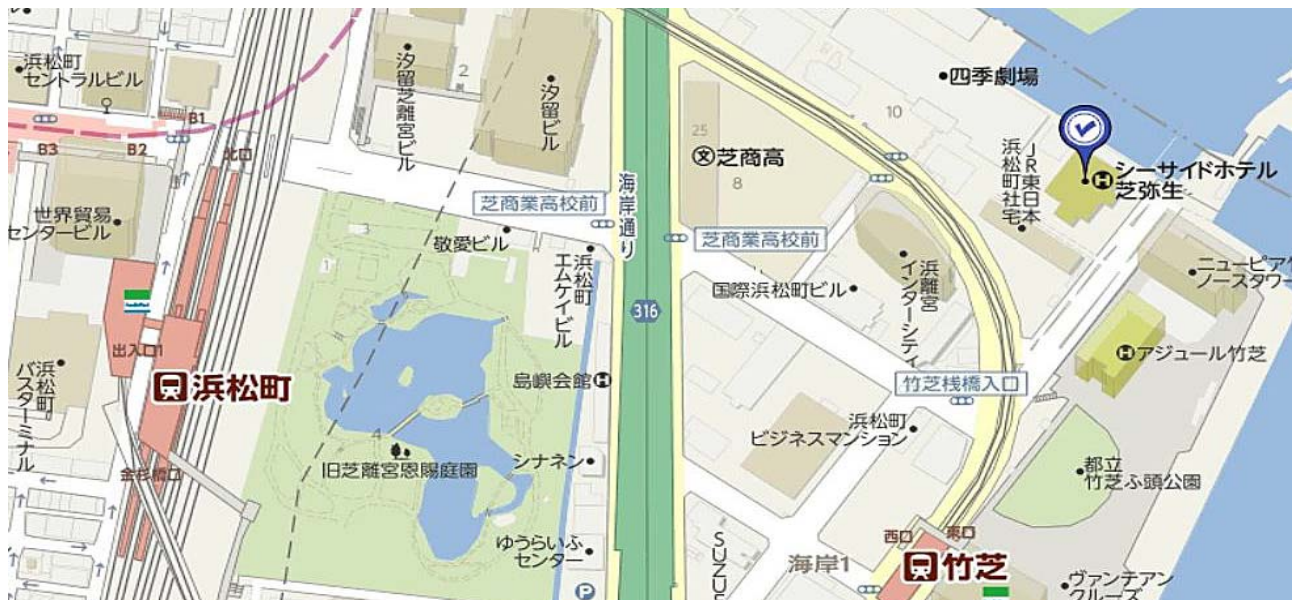 浜松町
セントラルビル
B1
B3
B2
北口
世界貿易
センタービル
出入口1
浜松町
バスターミナル
浜松町
金杉橋口
汐留芝離宮ビル
2
汐留ビル
芝商業高校前
敬愛ビル
浜松町
エムケイビル
3
1
4
旧芝離宮恩賜庭園
島嶼会館
シナネン
ゆうらいふ
センター
P
海岸通り
316
25
文芝商高
8
10
芝商業高校前
国際浜松町ビル
浜離宮
インターシティ
竹芝桟橋入口
浜松町
ビジネスマンション
四季劇場
JR東日本
浜松町社宅
H シーサイドホテル
芝弥生
ニューピア竹
ノースタワー
H アジュール竹芝
都立
竹芝ふ頭公園
西口
東口
海岸1
竹芝
ヴァンテアン
クルーズ